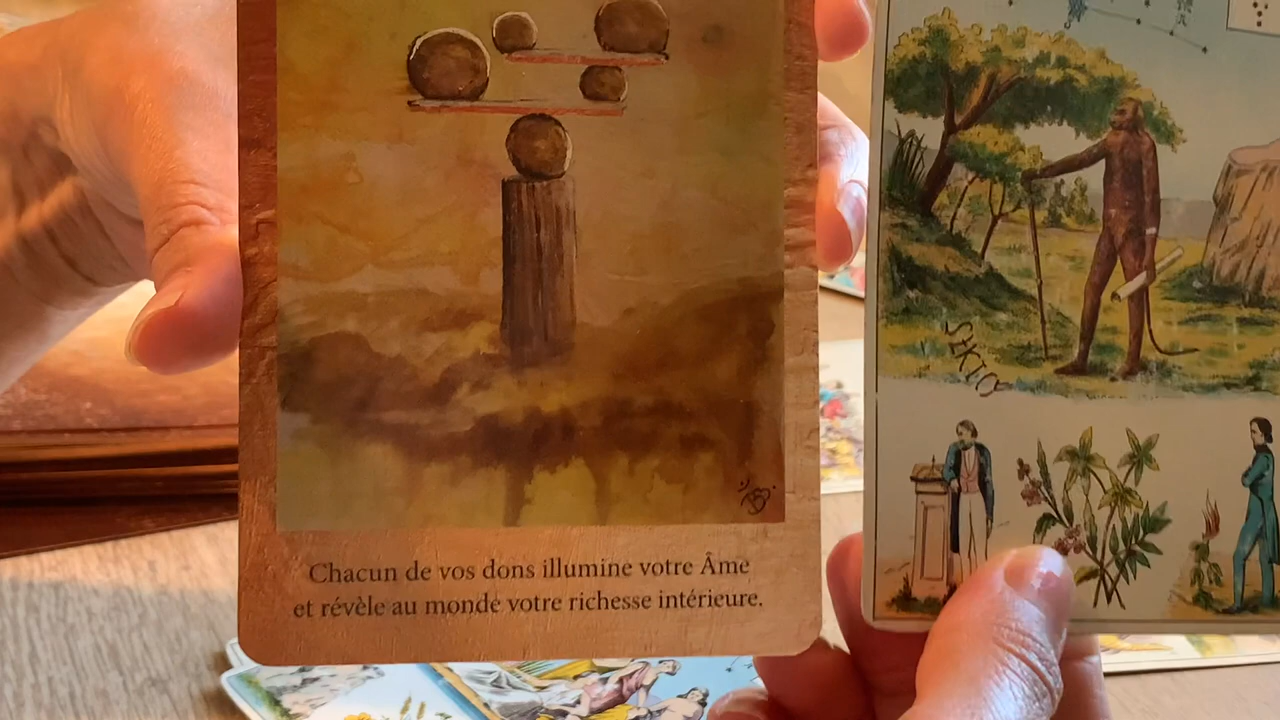 Chacun de vos dons illumine votre Âme
et révèle au monde votre richesse intérieure.